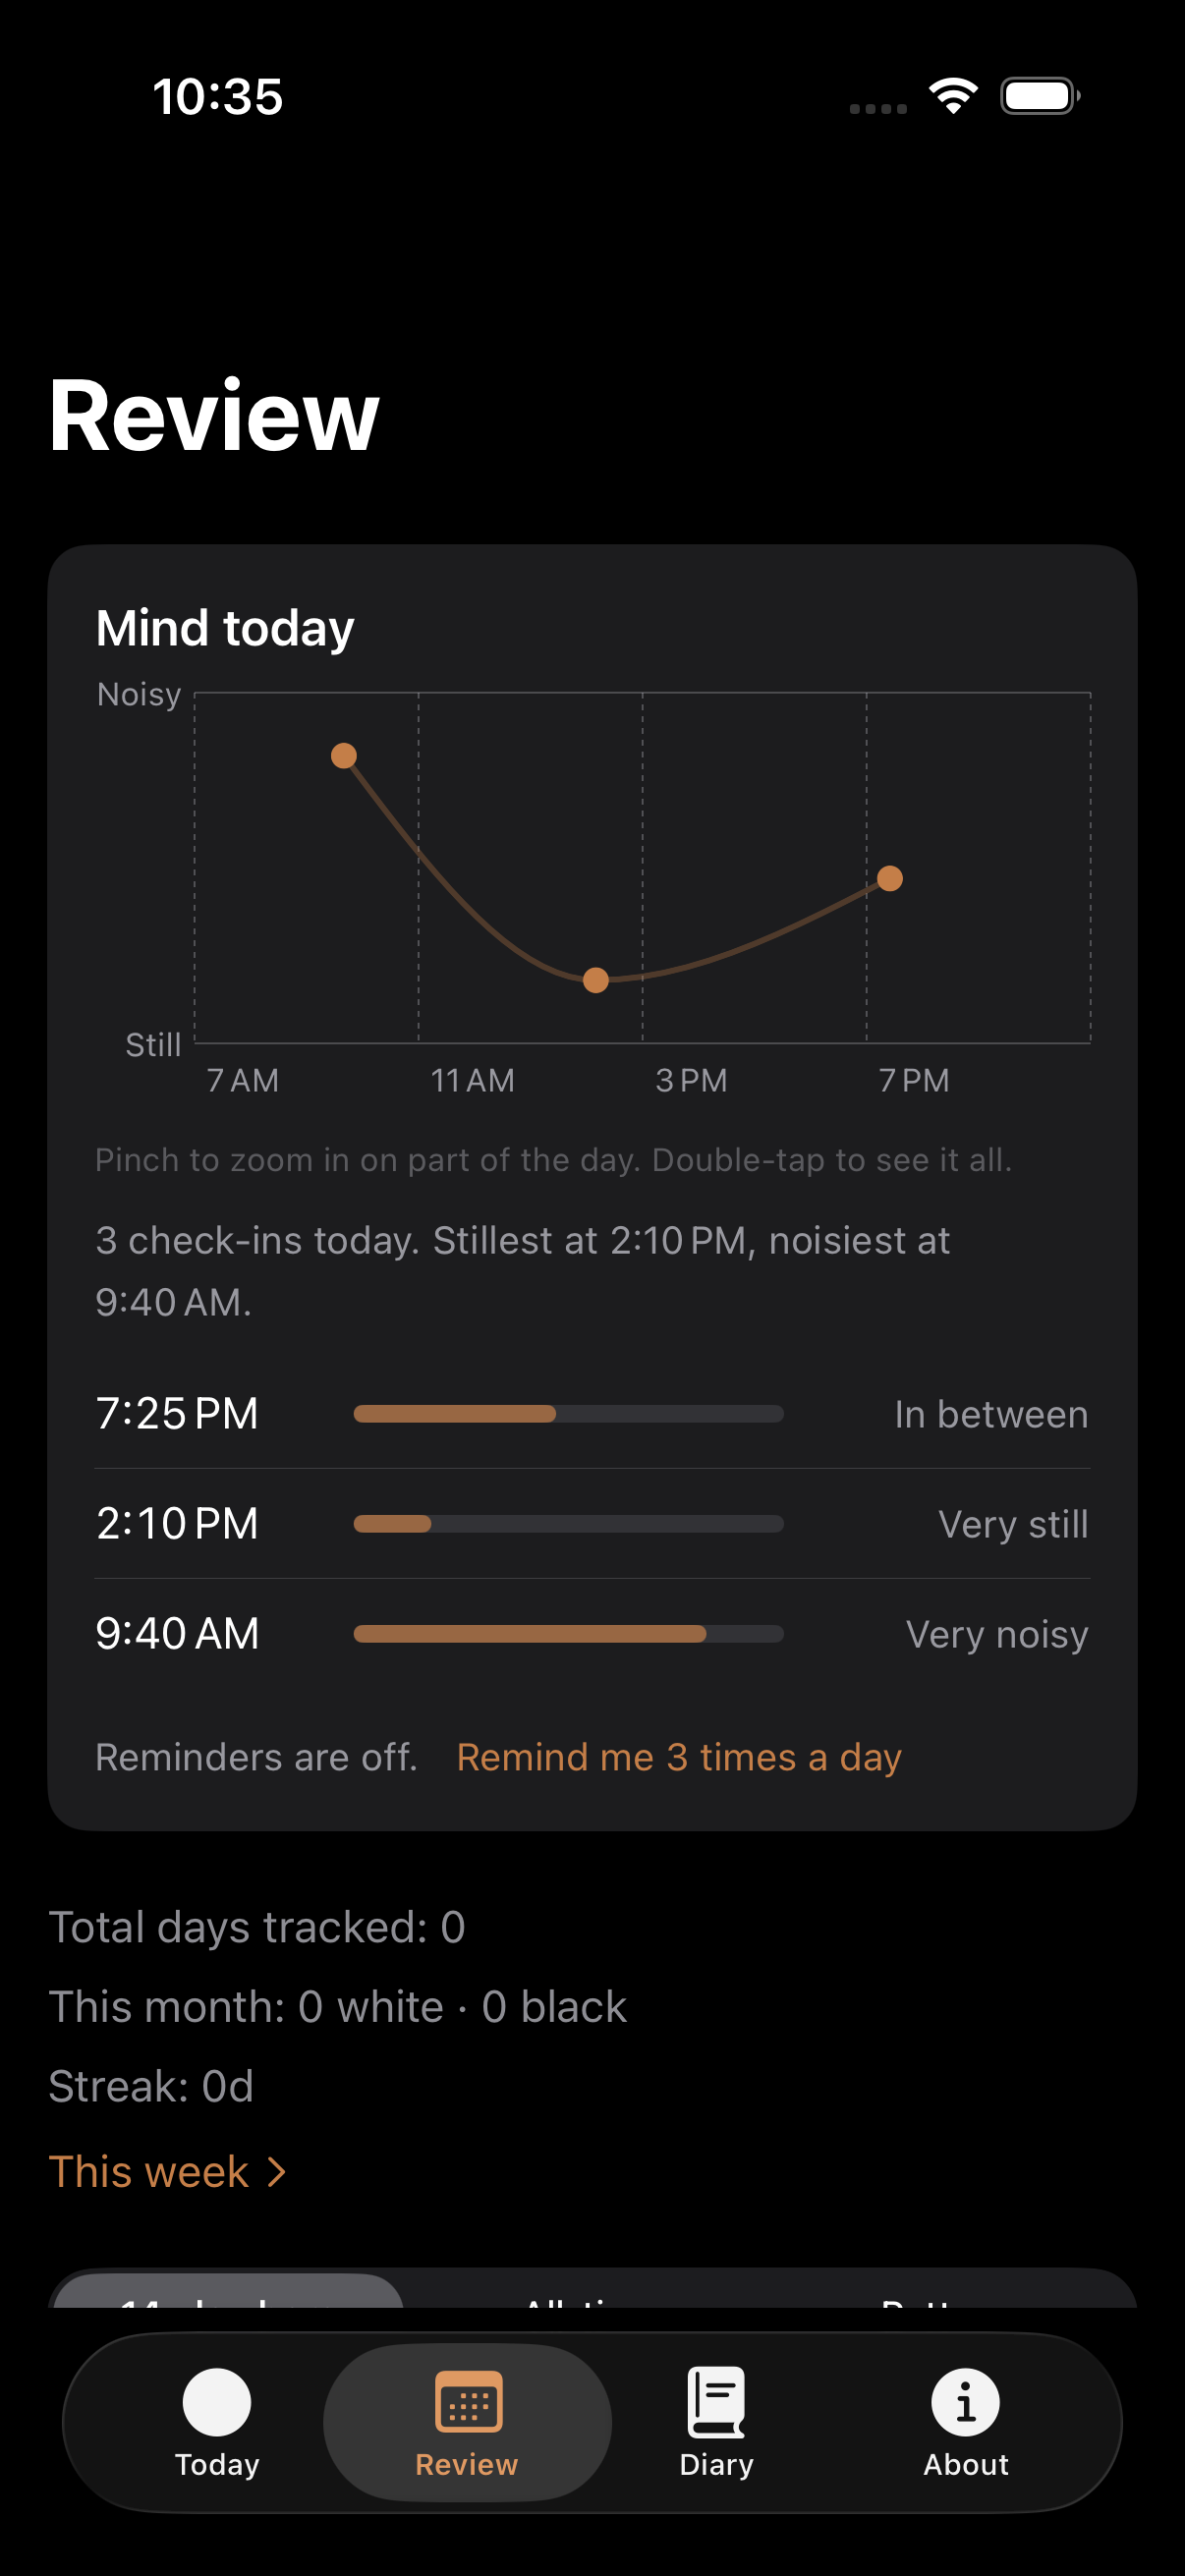 10:35
Review
Mind today
Noisy
Still
7 AM 11 AM 3 PM 7 PM
Pinch to zoom in on part of the day. Double-tap to see it all.
3 check-ins today. Stillest at 2:10 PM, noisiest at
9:40 AM.
7:25 PM In between
2:10 PM Very still
9:40 AM Very noisy
Reminders are off. Remind me 3 times a day
Total days tracked: 0
This month: 0 white · 0 black
Streak: 0d
This week
Today Review Diary About